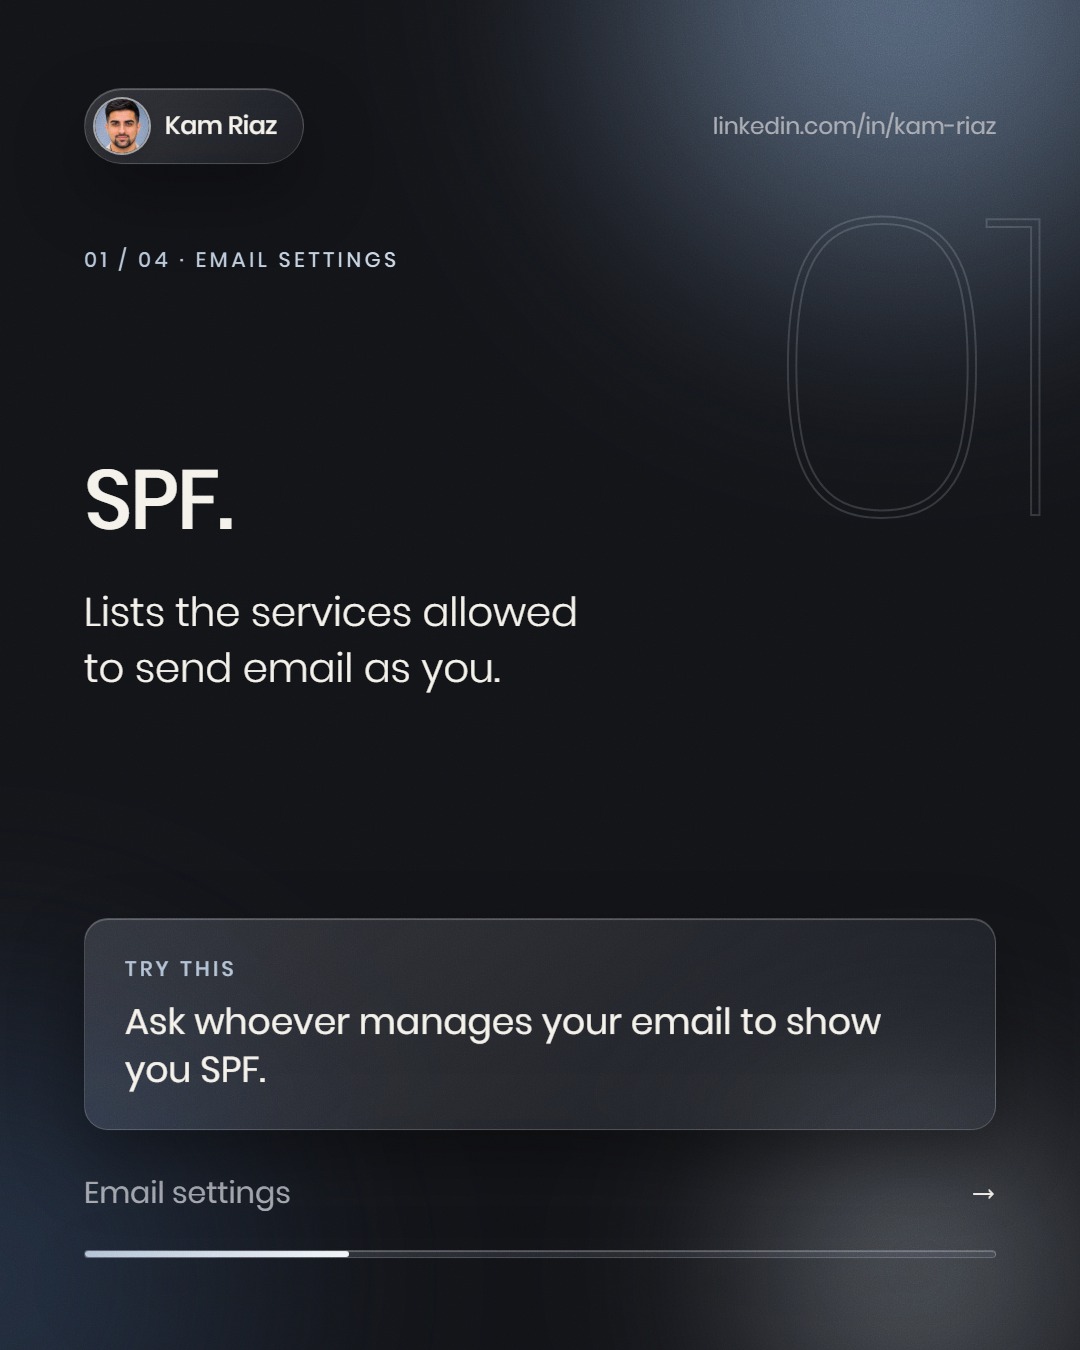 Kam Riaz
linkedin.com/in/kam-riaz
01 / 04 · EMAIL SETTINGS
01
SPF.
Lists the services allowed
to send email as you.
TRY THIS
Ask whoever manages your email to show
you SPF.
Email settings →